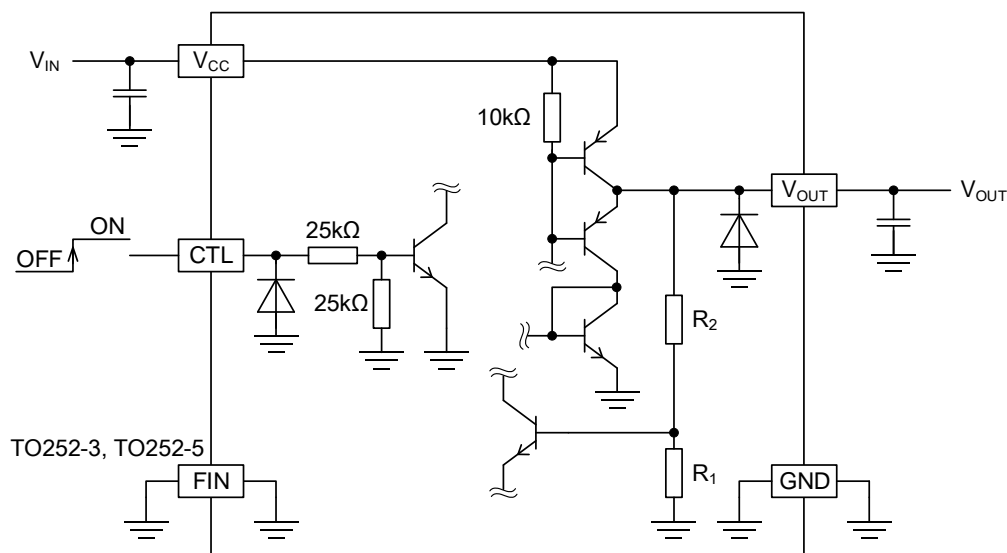 V_IN
V_CC
10kΩ
V_OUT
V_OUT
ON
OFF
CTL
25kΩ
25kΩ
R_2
TO252-3, TO252-5
FIN
R_1
GND